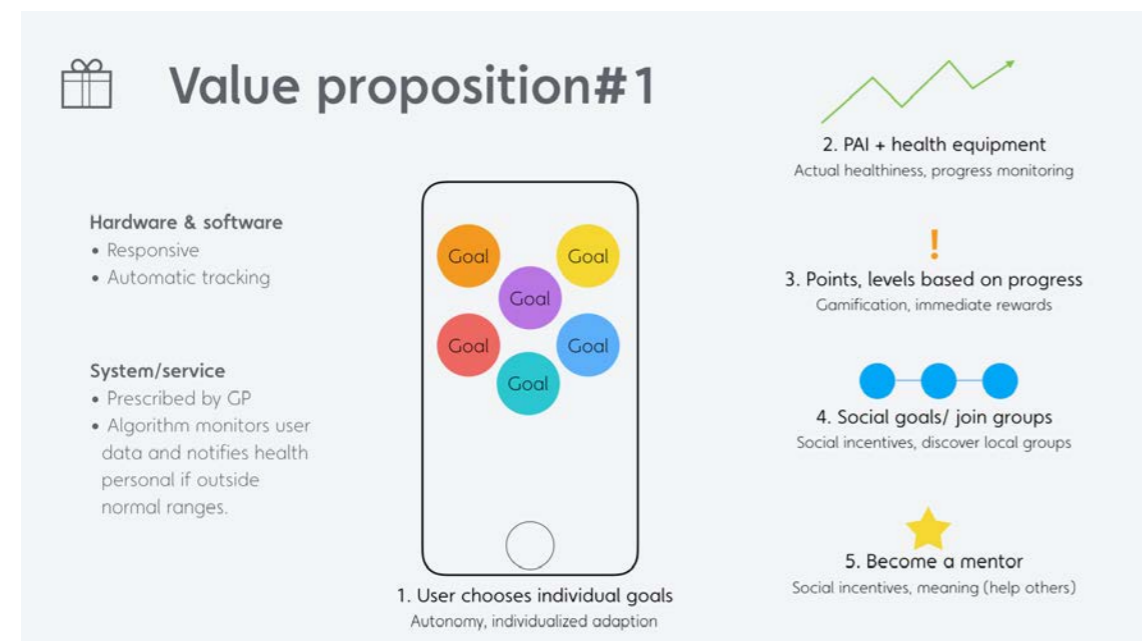 Value proposition#1
Hardware & software
• Responsive
• Automatic tracking
System/service
• Prescribed by GP
• Algorithm monitors user
data and notifies health
personal if outside
normal ranges.
Goal
Goal
Goal
Goal
Goal
Goal
1. User chooses individual goals
Autonomy, individualized adaption
2. PAI + health equipment
Actual healthiness, progress monitoring
!
3. Points, levels based on progress
Gamification, immediate rewards
4. Social goals/ join groups
Social incentives, discover local groups
5. Become a mentor
Social incentives, meaning (help others)